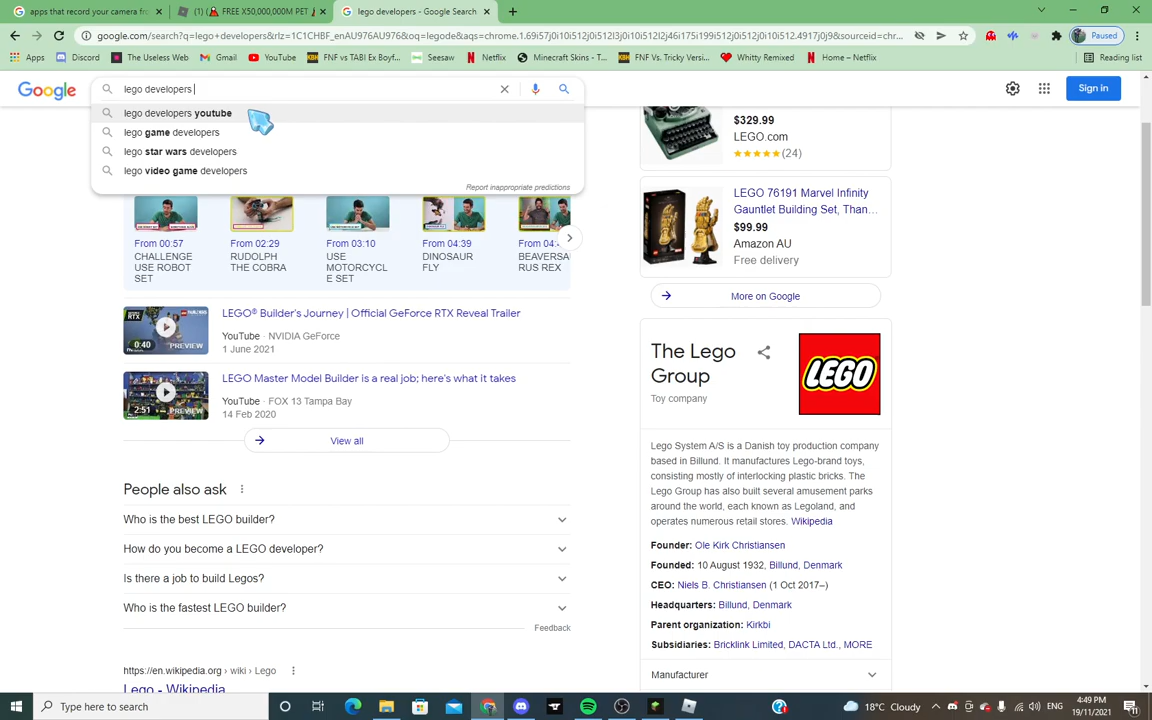 apps that record your camera from
(1) (🔺 FREE X50,000,000M PET
lego developers - Google Search
google.com/search?q=lego+developers&rlz=1C1CHBF_enAU976AU976&oq=legode&aqs=chrome.1.69i57j0i10i512j0i512l3j0i10i512j46i175i199i512j0i512j0i10i512.4917j0j9&sourceid=chr...
Paused
Apps
Discord
The Useless Web
Gmail
YouTube
FNF vs TABI Ex Boyf...
Seesaw
Netflix
Minecraft Skins - T...
FNF Vs. Tricky Versi...
Whitty Remixed
Home – Netflix
Reading list
Google
lego developers
Sign in
lego developers youtube
lego game developers
lego star wars developers
lego video game developers
Report inappropriate predictions
From 00:57
CHALLENGE
USE ROBOT
SET
From 02:29
RUDOLPH
THE COBRA
From 03:10
USE
MOTORCYCL
E SET
From 04:39
DINOSAUR
FLY
BEAVERSA
RUS REX
0:40
PREVIEW
LEGO® Builder's Journey | Official GeForce RTX Reveal Trailer
YouTube · NVIDIA GeForce
1 June 2021
2:51
PREVIEW
LEGO Master Model Builder is a real job; here's what it takes
YouTube · FOX 13 Tampa Bay
14 Feb 2020
View all
People also ask
Who is the best LEGO builder?
How do you become a LEGO developer?
Is there a job to build Legos?
Who is the fastest LEGO builder?
Feedback
https://en.wikipedia.org › wiki › Lego
Lego - Wikipedia
$329.99
LEGO.com
(24)
LEGO 76191 Marvel Infinity
Gauntlet Building Set, Than...
$99.99
Amazon AU
Free delivery
More on Google
The Lego
Group
Toy company
LEGO
Lego System A/S is a Danish toy production company
based in Billund. It manufactures Lego-brand toys,
consisting mostly of interlocking plastic bricks. The
Lego Group has also built several amusement parks
around the world, each known as Legoland, and
operates numerous retail stores. Wikipedia
Founder: Ole Kirk Christiansen
Founded: 10 August 1932, Billund, Denmark
CEO: Niels B. Christiansen (1 Oct 2017–)
Headquarters: Billund, Denmark
Parent organization: Kirkbi
Subsidiaries: Bricklink Limited, DACTA Ltd., MORE
Manufacturer
Type here to search
18°C Cloudy
4:49 PM
19/11/2021